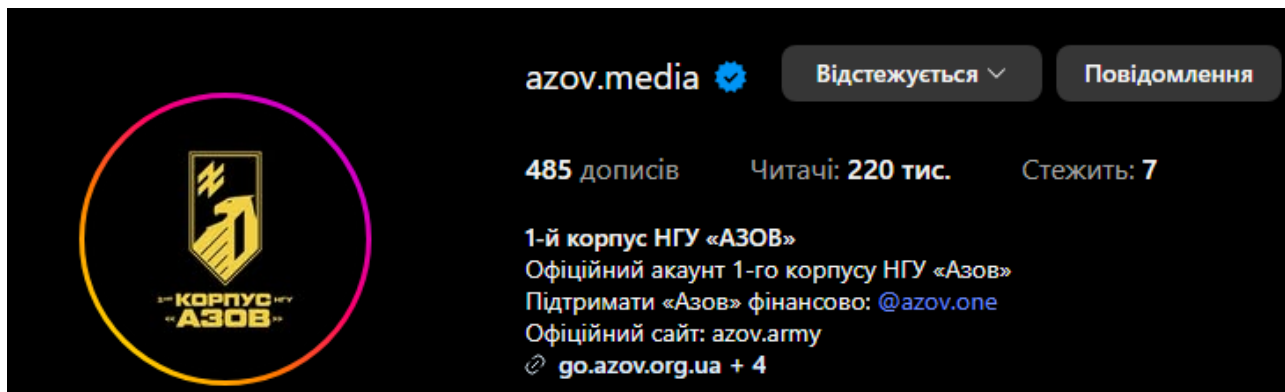 azov.media
Відстежується
Повідомлення
485 дописів
Читачі: 220 тис.
Стежить: 7
1-й корпус НГУ «АЗОВ»
Офіційний акаунт 1-го корпусу НГУ «Азов»
Підтримати «Азов» фінансово: @azov.one
Офіційний сайт: azov.army
go.azov.org.ua + 4
КОРПУС НГУ
«АЗОВ»